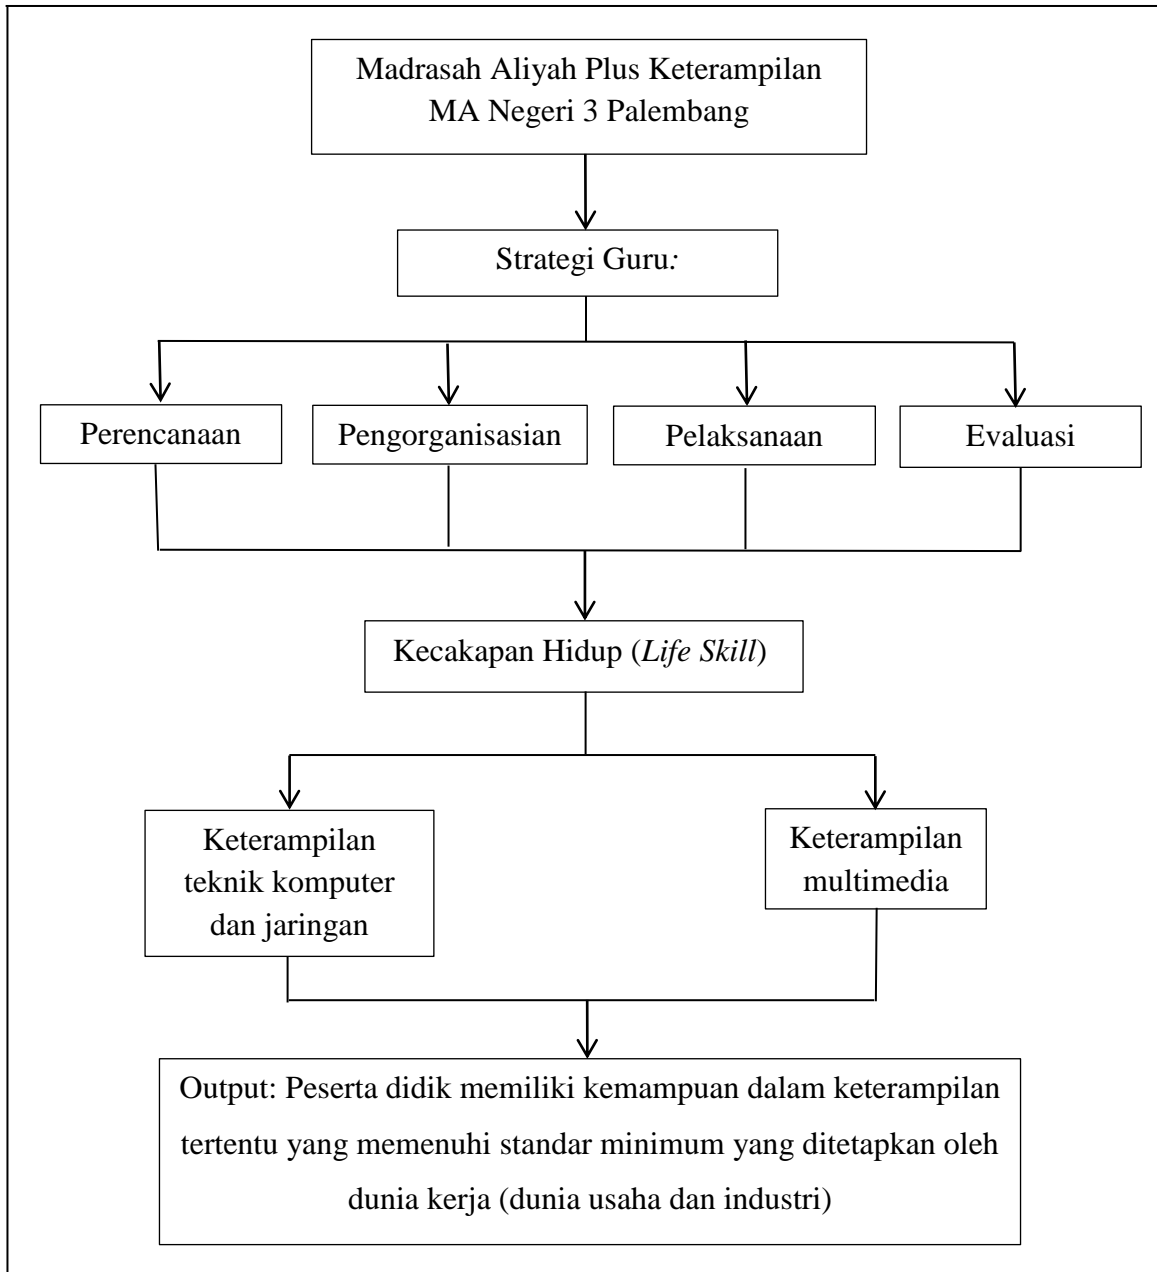 Madrasah Aliyah Plus Keterampilan
MA Negeri 3 Palembang
Strategi Guru:
Perencanaan
Pengorganisasian
Pelaksanaan
Evaluasi
Kecakapan Hidup (Life Skill)
Keterampilan
teknik komputer
dan jaringan
Keterampilan
multimedia
Output: Peserta didik memiliki kemampuan dalam keterampilan
tertentu yang memenuhi standar minimum yang ditetapkan oleh
dunia kerja (dunia usaha dan industri)